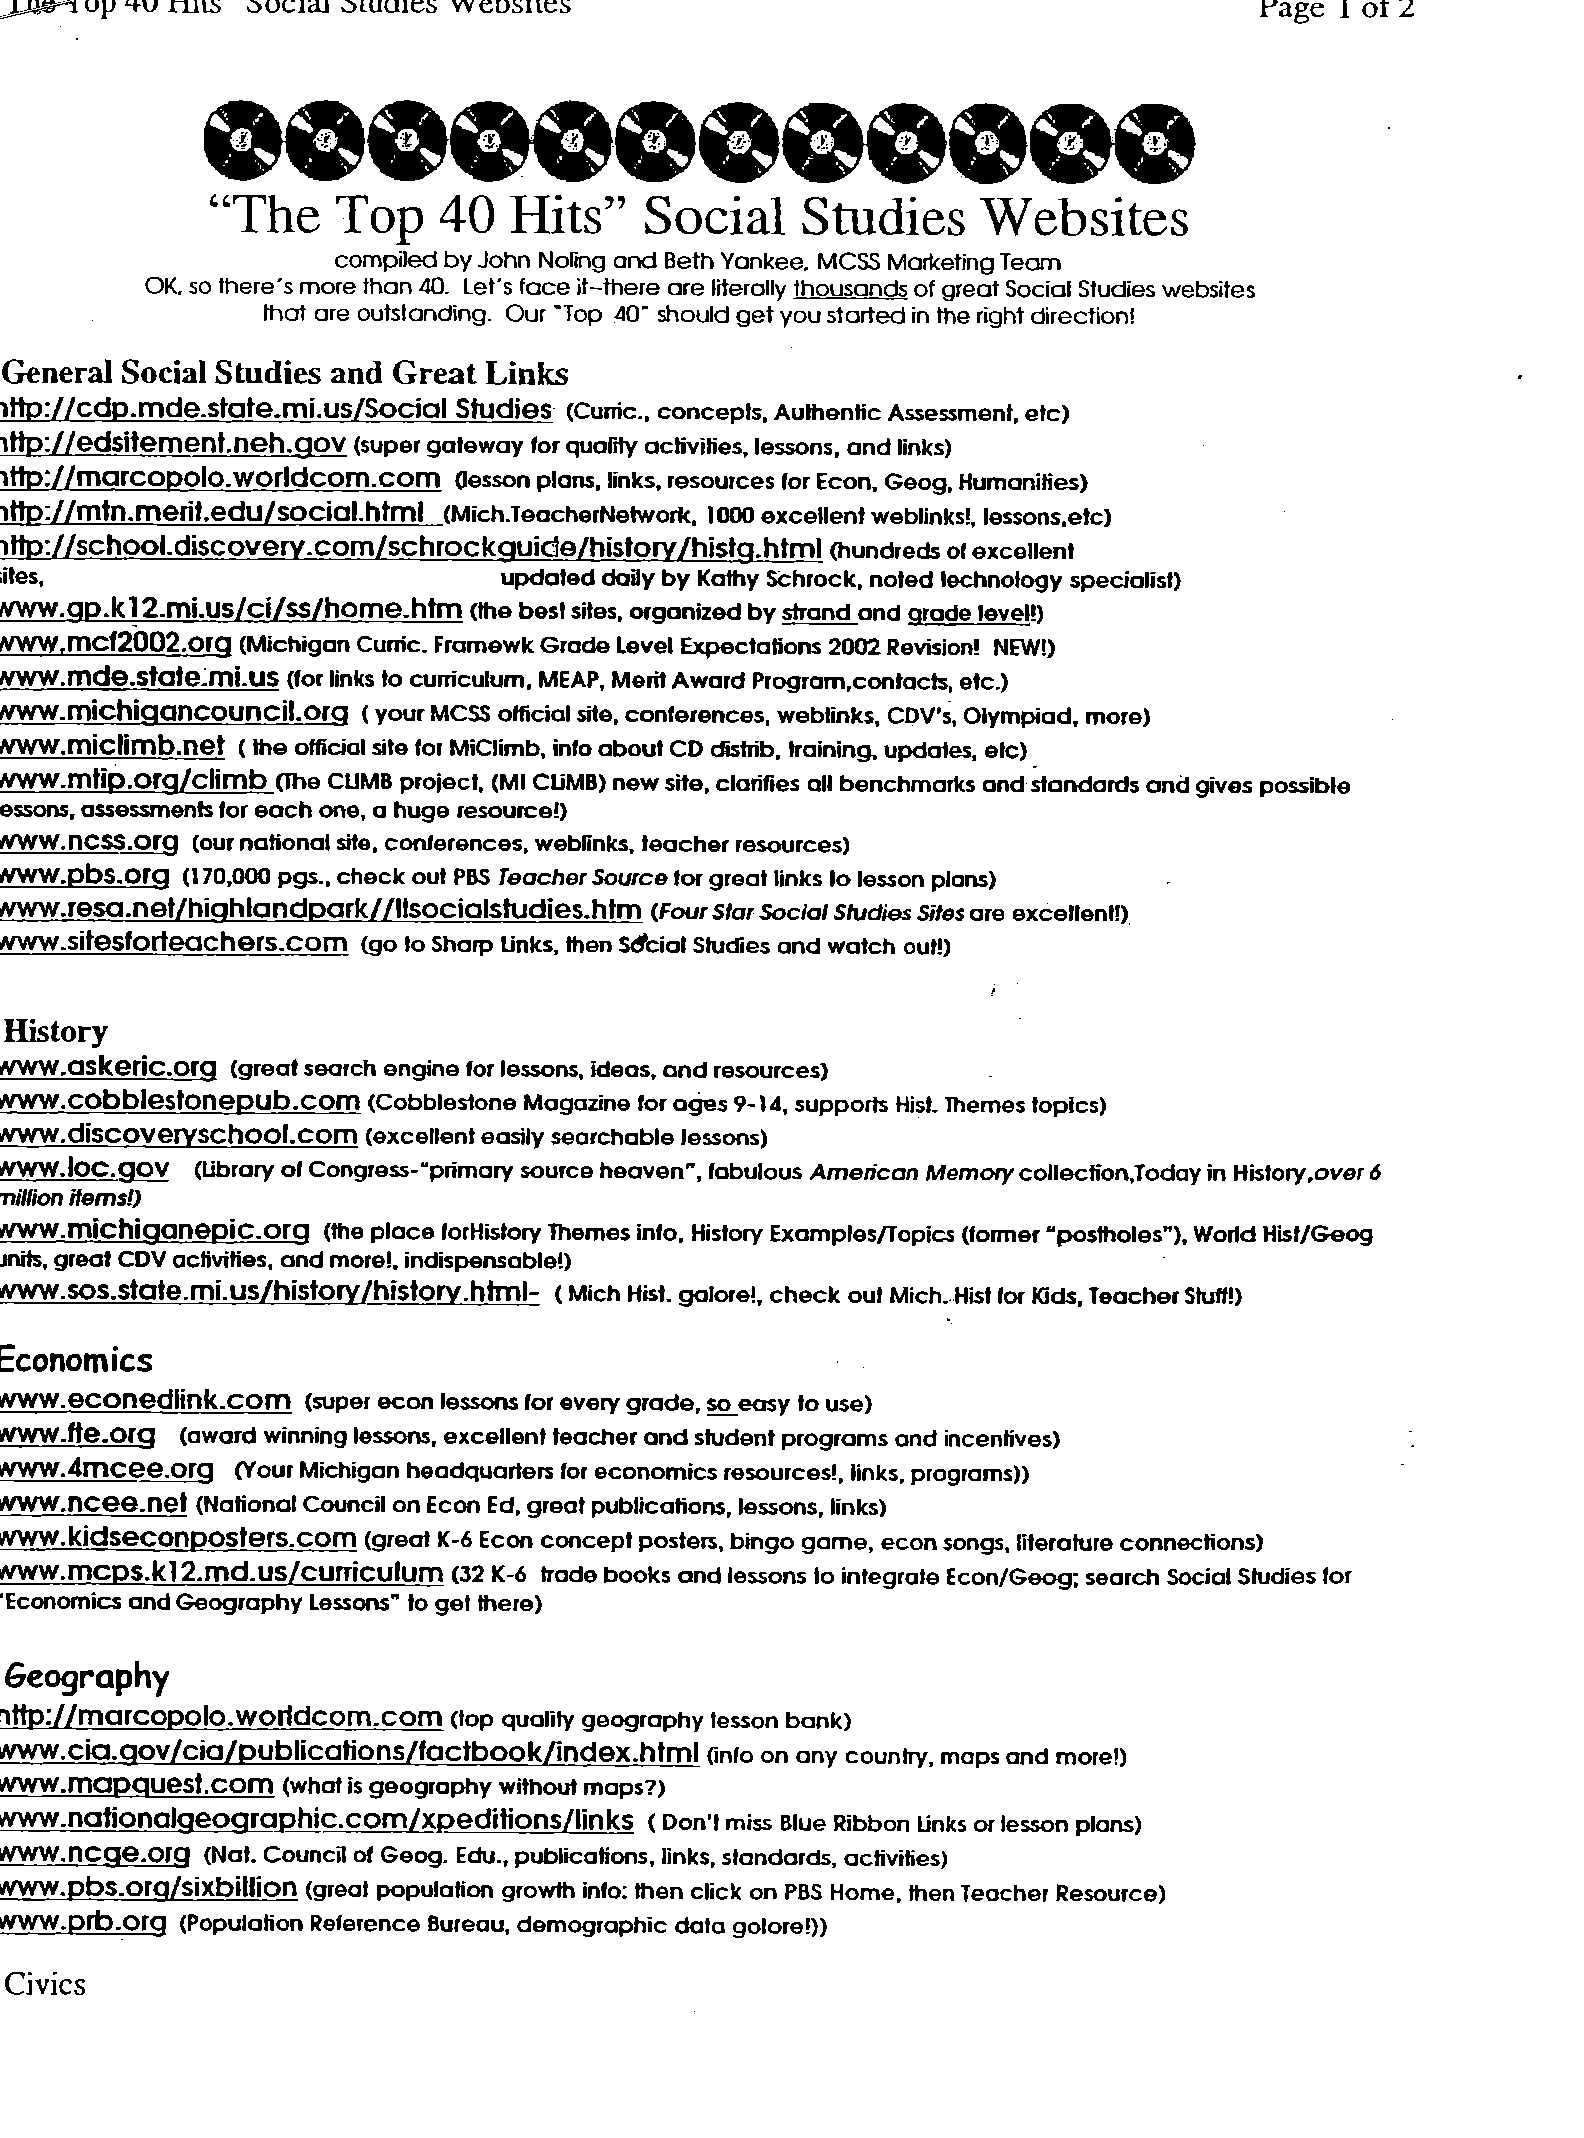 The Top 40 Hits" Social Studies Websites Page 1 of 2
"The Top 40 Hits" Social Studies Websites
compiled by John Noling and Beth Yankee, MCSS Marketing Team
OK, so there's more than 40. Let's face it--there are literally thousands of great Social Studies websites
that are outstanding. Our "Top 40" should get you started in the right direction!
General Social Studies and Great Links
http://cdp.mde.state.mi.us/Social Studies (Curric., concepts, Authentic Assessment, etc)
http://edsitement.neh.gov (super gateway for quality activities, lessons, and links)
http://marcopolo.worldcom.com (lesson plans, links, resources for Econ, Geog, Humanities)
http://mtn.merit.edu/social.html (Mich.TeacherNetwork, 1000 excellent weblinks!, lessons,etc)
http://school.discovery.com/schrockguide/history/histg.html (hundreds of excellent
sites, updated daily by Kathy Schrock, noted technology specialist)
www.gp.k12.mi.us/ci/ss/home.htm (the best sites, organized by strand and grade level!)
www.mcf2002.org (Michigan Curric. Framewk Grade Level Expectations 2002 Revision! NEW!)
www.mde.state.mi.us (for links to curriculum, MEAP, Merit Award Program,contacts, etc.)
www.michigancouncil.org ( your MCSS official site, conferences, weblinks, CDV's, Olympiad, more)
www.miclimb.net ( the official site for MiClimb, info about CD distrib, training, updates, etc)
www.mtip.org/climb (The CLIMB project, (MI CLiMB) new site, clarifies all benchmarks and standards and gives possible
lessons, assessments for each one, a huge resource!)
www.ncss.org (our national site, conferences, weblinks, teacher resources)
www.pbs.org (170,000 pgs., check out PBS Teacher Source for great links to lesson plans)
www.resa.net/highlandpark//ltsocialstudies.htm (Four Star Social Studies Sites are excellent!)
www.sitesforteachers.com (go to Sharp Links, then Social Studies and watch out!)
History
www.askeric.org (great search engine for lessons, ideas, and resources)
www.cobblestonepub.com (Cobblestone Magazine for ages 9-14, supports Hist. Themes topics)
www.discoveryschool.com (excellent easily searchable lessons)
www.loc.gov (Library of Congress-"primary source heaven", fabulous American Memory collection,Today in History,over 6
million items!)
www.michiganepic.org (the place forHistory Themes info, History Examples/Topics (former "postholes"), World Hist/Geog
units, great CDV activities, and more!, indispensable!)
www.sos.state.mi.us/history/history.html- ( Mich Hist. galore!, check out Mich. Hist for Kids, Teacher Stuff!)
Economics
www.econedlink.com (super econ lessons for every grade, so easy to use)
www.fte.org (award winning lessons, excellent teacher and student programs and incentives)
www.4mcee.org (Your Michigan headquarters for economics resources!, links, programs))
www.ncee.net (National Council on Econ Ed, great publications, lessons, links)
www.kidseconposters.com (great K-6 Econ concept posters, bingo game, econ songs, literature connections)
www.mcps.k12.md.us/curriculum (32 K-6 trade books and lessons to integrate Econ/Geog; search Social Studies for
"Economics and Geography Lessons" to get there)
Geography
http://marcopolo.worldcom.com (top quality geography lesson bank)
www.cia.gov/cia/publications/factbook/index.html (info on any country, maps and more!)
www.mapquest.com (what is geography without maps?)
www.nationalgeographic.com/xpeditions/links ( Don't miss Blue Ribbon Links or lesson plans)
www.ncge.org (Nat. Council of Geog. Edu., publications, links, standards, activities)
www.pbs.org/sixbillion (great population growth info: then click on PBS Home, then Teacher Resource)
www.prb.org (Population Reference Bureau, demographic data golore!))
Civics